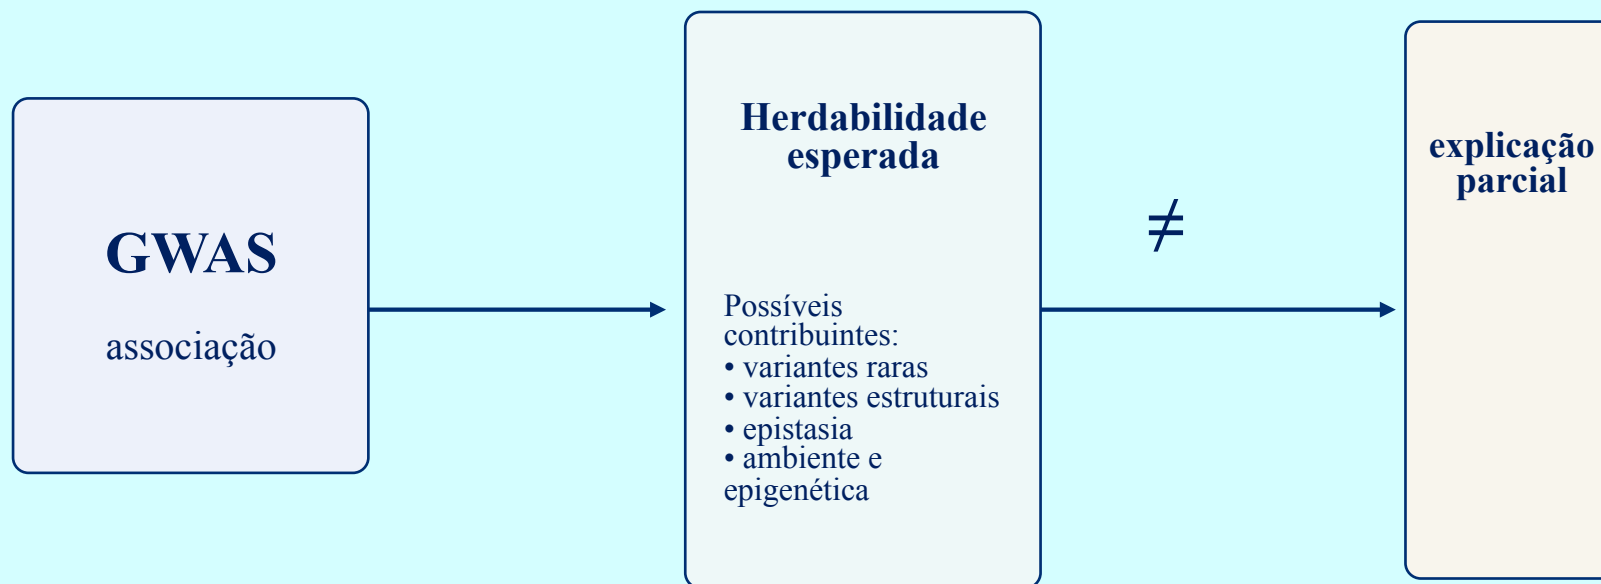 GWAS
associação
Herdabilidade
esperada
Possíveis
contribuintes:
• variantes raras
• variantes estruturais
• epistasia
• ambiente e
epigenética
≠
explicação
parcial